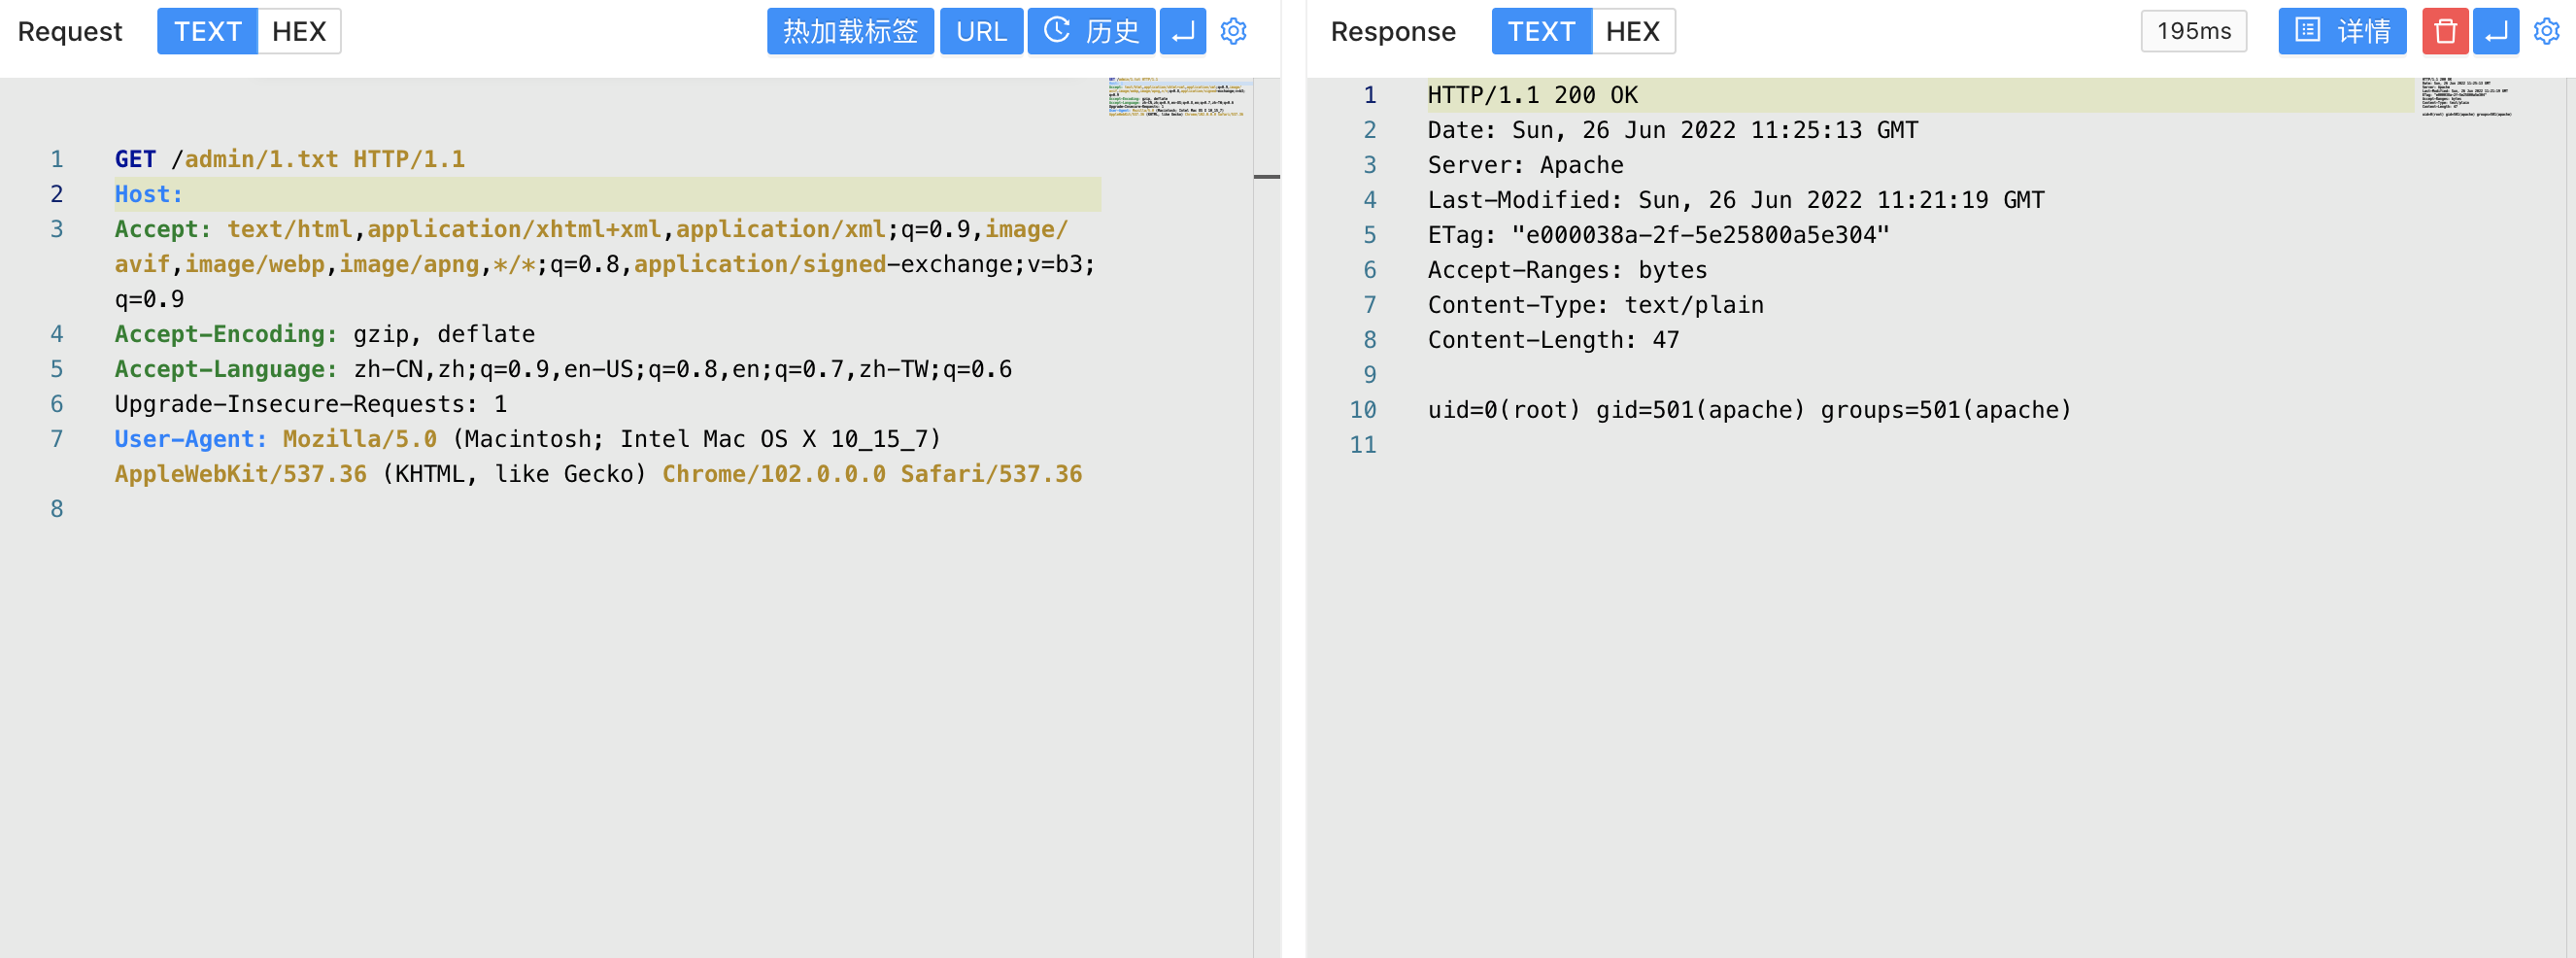 Request TEXT HEX 热加载标签 URL 历史
1 GET /admin/1.txt HTTP/1.1
2 Host:
3 Accept: text/html,application/xhtml+xml,application/xml;q=0.9,image/
avif,image/webp,image/apng,*/*;q=0.8,application/signed-exchange;v=b3;
q=0.9
4 Accept-Encoding: gzip, deflate
5 Accept-Language: zh-CN,zh;q=0.9,en-US;q=0.8,en;q=0.7,zh-TW;q=0.6
6 Upgrade-Insecure-Requests: 1
7 User-Agent: Mozilla/5.0 (Macintosh; Intel Mac OS X 10_15_7)
AppleWebKit/537.36 (KHTML, like Gecko) Chrome/102.0.0.0 Safari/537.36
8
Response TEXT HEX 195ms 详情
1 HTTP/1.1 200 OK
2 Date: Sun, 26 Jun 2022 11:25:13 GMT
3 Server: Apache
4 Last-Modified: Sun, 26 Jun 2022 11:21:19 GMT
5 ETag: "e000038a-2f-5e25800a5e304"
6 Accept-Ranges: bytes
7 Content-Type: text/plain
8 Content-Length: 47
9
10 uid=0(root) gid=501(apache) groups=501(apache)
11